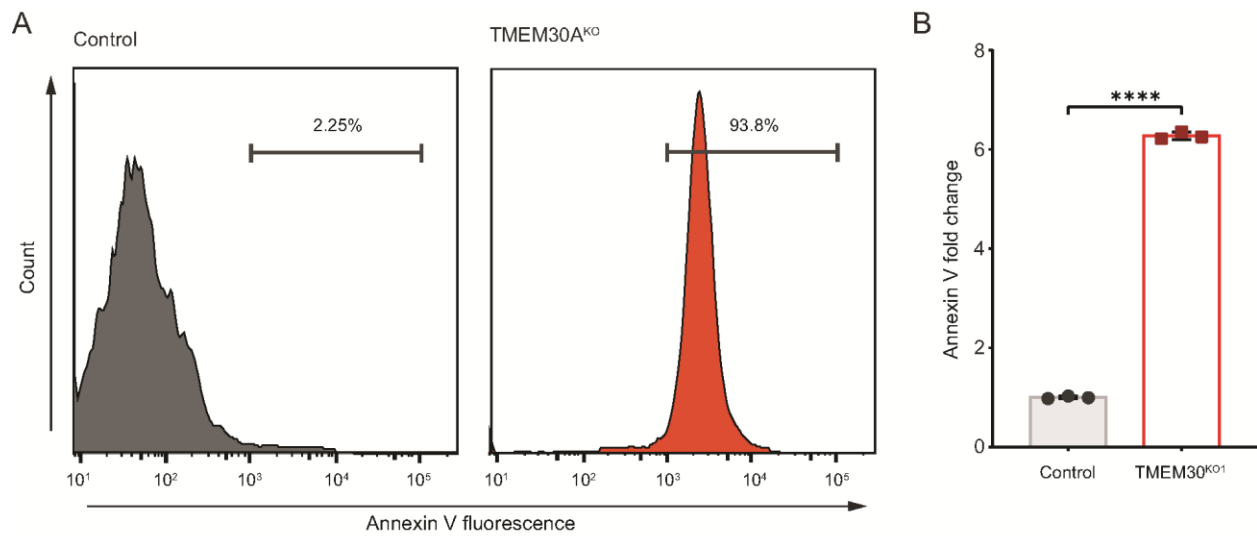 A
Control
TMEM30A^KO
2.25%
93.8%
Count
10^1 10^2 10^3 10^4 10^5
10^1 10^2 10^3 10^4 10^5
Annexin V fluorescence
B
8
6
4
2
0
****
Annexin V fold change
Control TMEM30^KO1